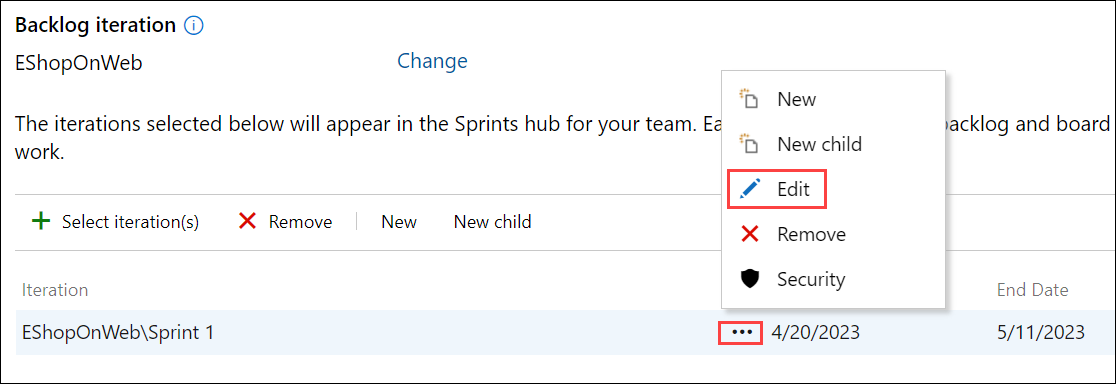 Backlog iteration
EShopOnWeb
Change
The iterations selected below will appear in the Sprints hub for your team. Ea
backlog and board
work.
New
New child
Edit
Remove
Security
Select iteration(s)
Remove
New
New child
Iteration
End Date
EShopOnWeb\Sprint 1
••• 4/20/2023
5/11/2023